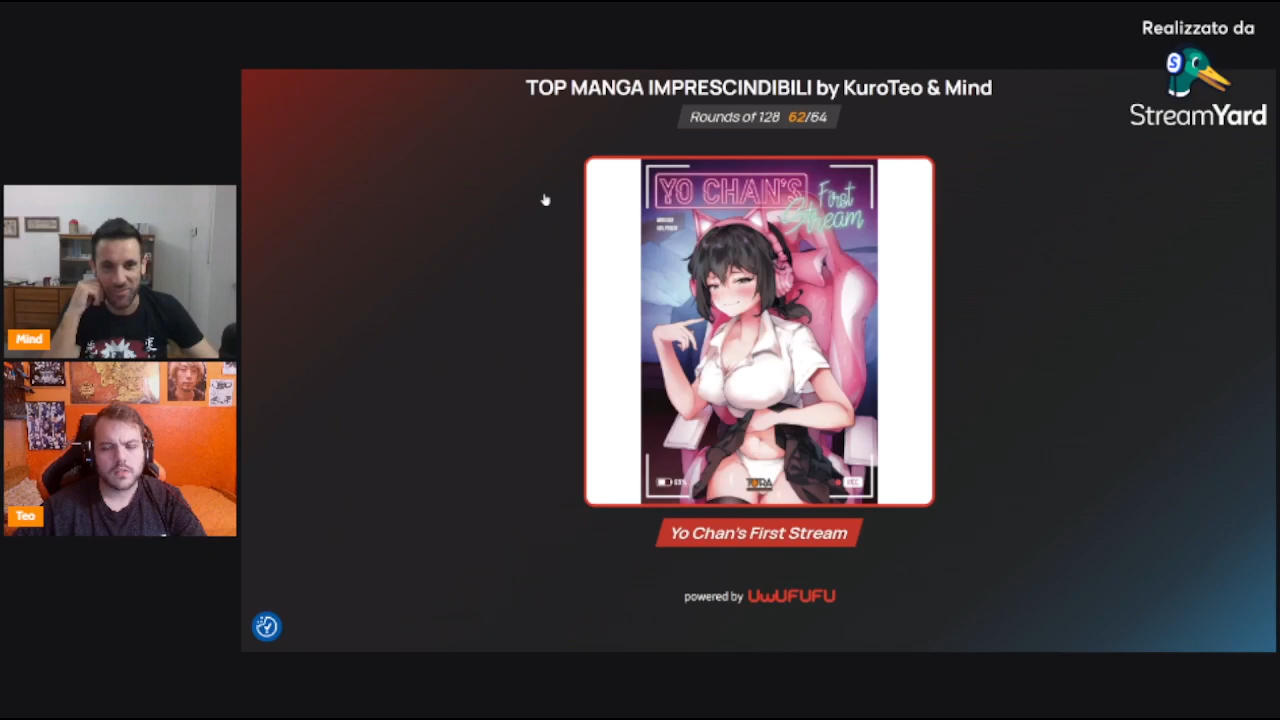 Realizzato da
StreamYard
TOP MANGA IMPRESCINDIBILI by KuroTeo & Mind
Rounds of 128 62/64
YO CHAN'S
First
Stream
Mind
Teo
REC
Yo Chan's First Stream
powered by UwUFUFU